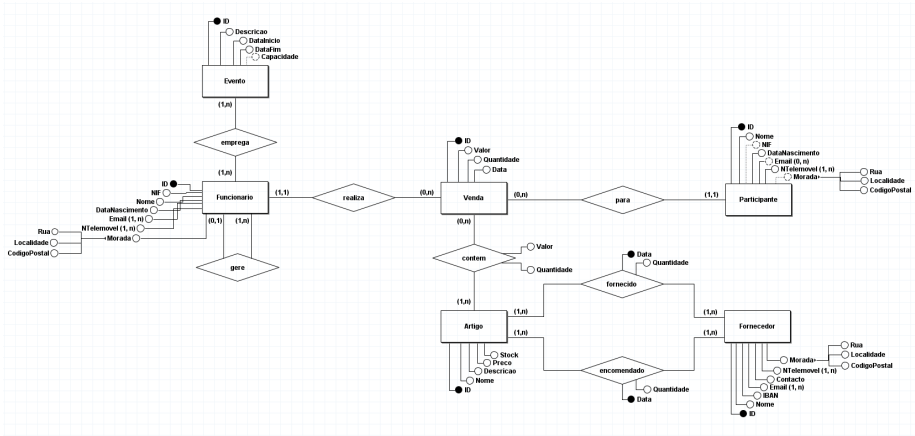 ID
Descricao
DataInicio
DataFim
Capacidade
Evento
(1,n)
emprega
(1,n)
ID
NIF
Nome
DataNascimento
Email (1, n)
NTelemovel (1, n)
Morada
Rua
Localidade
CodigoPostal
Funcionario
(0,1)
(1,n)
gere
(1,1)
realiza
(0,n)
ID
Valor
Quantidade
Data
Venda
(0,n)
para
(1,1)
ID
Nome
NIF
DataNascimento
Email (0, n)
NTelemovel (1, n)
Morada
Rua
Localidade
CodigoPostal
Participante
(0,n)
contem
Valor
Quantidade
(1,n)
Artigo
Stock
Preco
Descricao
Nome
ID
(1,n)
fornecido
Data
Quantidade
(1,n)
(1,n)
encomendado
Quantidade
Data
(1,n)
Fornecedor
Morada
Rua
Localidade
CodigoPostal
NTelemovel (1, n)
Contacto
Email (1, n)
IBAN
Nome
ID